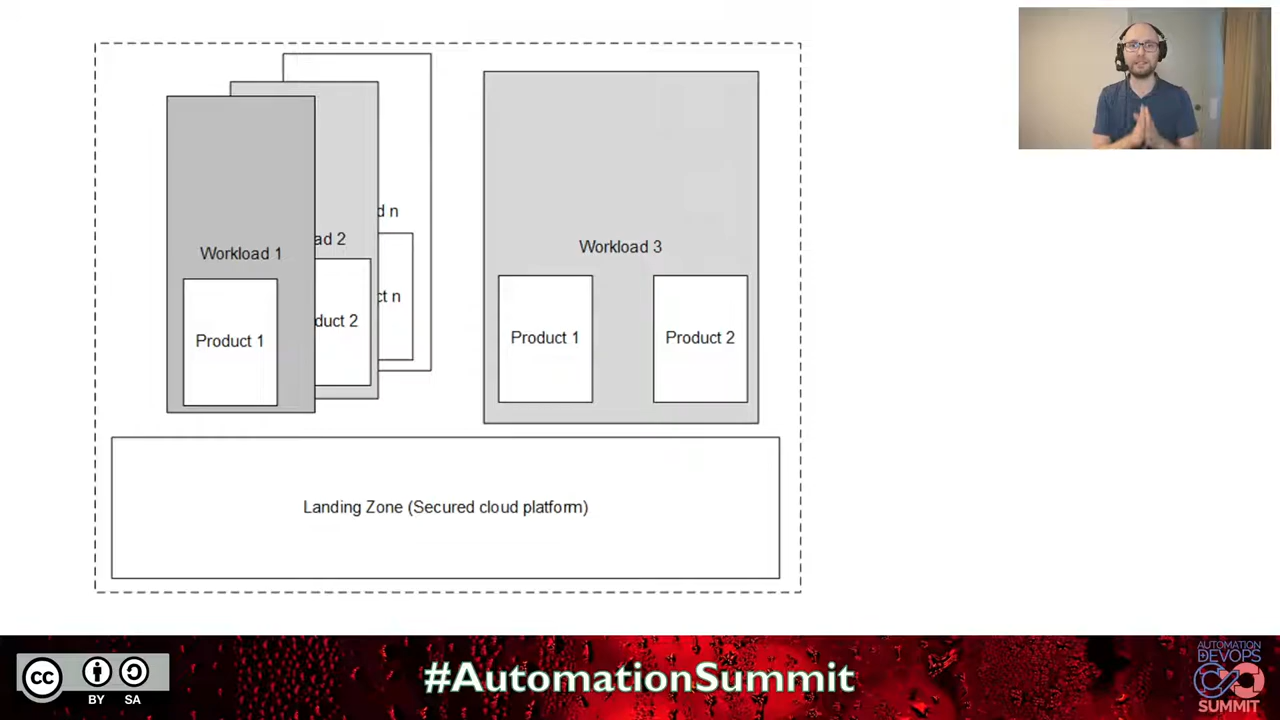 d n
ad 2
Workload 1
ct n
duct 2
Product 1
Workload 3
Product 1
Product 2
Landing Zone (Secured cloud platform)
cc
BY
SA
#AutomationSummit
AUTOMATION
DEVOPS
SUMMIT